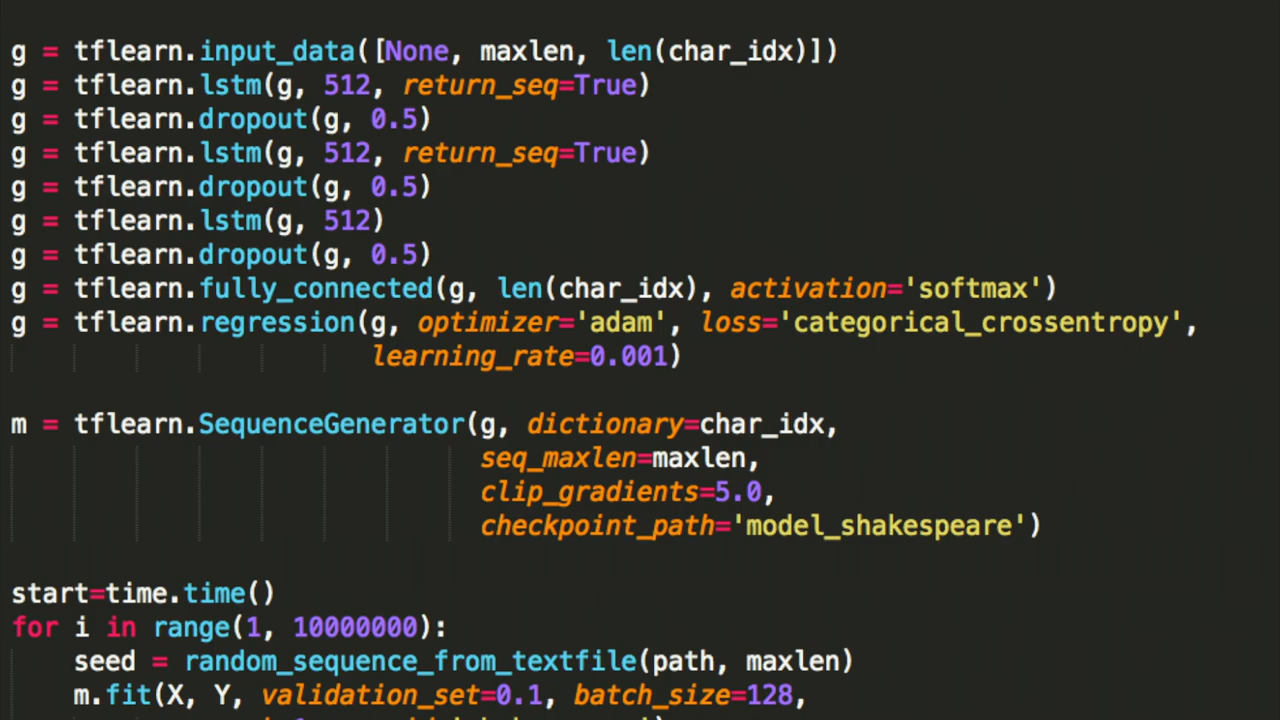 g = tflearn.input_data([None, maxlen, len(char_idx)])
g = tflearn.lstm(g, 512, return_seq=True)
g = tflearn.dropout(g, 0.5)
g = tflearn.lstm(g, 512, return_seq=True)
g = tflearn.dropout(g, 0.5)
g = tflearn.lstm(g, 512)
g = tflearn.dropout(g, 0.5)
g = tflearn.fully_connected(g, len(char_idx), activation='softmax')
g = tflearn.regression(g, optimizer='adam', loss='categorical_crossentropy',
learning_rate=0.001)
m = tflearn.SequenceGenerator(g, dictionary=char_idx,
seq_maxlen=maxlen,
clip_gradients=5.0,
checkpoint_path='model_shakespeare')
start=time.time()
for i in range(1, 10000000):
seed = random_sequence_from_textfile(path, maxlen)
m.fit(X, Y, validation_set=0.1, batch_size=128,